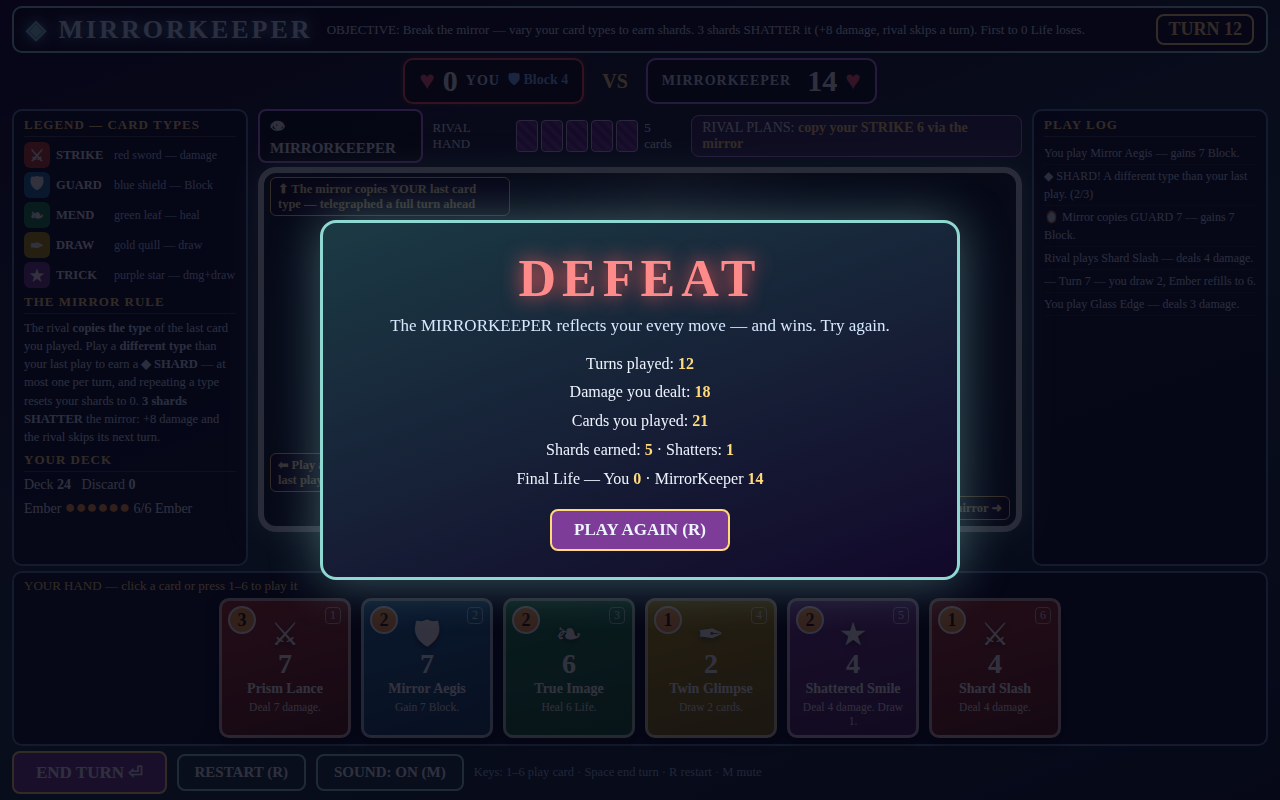 ◈ MIRRORKEEPER
OBJECTIVE: Break the mirror — vary your card types to earn shards. 3 shards SHATTER it (+8 damage, rival skips a turn). First to 0 Life loses.
TURN 12
♥ 0 YOU 🛡 Block 4
VS
MIRRORKEEPER 14 ♥
LEGEND — CARD TYPES
⚔ STRIKE red sword — damage
🛡 GUARD blue shield — Block
❧ MEND green leaf — heal
✒ DRAW gold quill — draw
★ TRICK purple star — dmg+draw
THE MIRROR RULE
The rival copies the type of the last card
you played. Play a different type than
your last play to earn a ◆ SHARD — at
most one per turn, and repeating a type
resets your shards to 0. 3 shards
SHATTER the mirror: +8 damage and
the rival skips its next turn.
YOUR DECK
Deck 24 Discard 0
Ember ●●●●●● 6/6 Ember
👁
MIRRORKEEPER
RIVAL
HAND
5
cards
RIVAL PLANS: copy your STRIKE 6 via the
mirror
⬆ The mirror copies YOUR last card
type — telegraphed a full turn ahead
⬅ Play
last play
mirror ➜
DEFEAT
The MIRRORKEEPER reflects your every move — and wins. Try again.
Turns played: 12
Damage you dealt: 18
Cards you played: 21
Shards earned: 5 · Shatters: 1
Final Life — You 0 · MirrorKeeper 14
PLAY AGAIN (R)
PLAY LOG
You play Mirror Aegis — gains 7 Block.
◆ SHARD! A different type than your last
play. (2/3)
🪞 Mirror copies GUARD 7 — gains 7
Block.
Rival plays Shard Slash — deals 4 damage.
— Turn 7 — you draw 2, Ember refills to 6.
You play Glass Edge — deals 3 damage.
YOUR HAND — click a card or press 1–6 to play it
3 1
⚔
7
Prism Lance
Deal 7 damage.
2 2
🛡
7
Mirror Aegis
Gain 7 Block.
2 3
❧
6
True Image
Heal 6 Life.
1 4
✒
2
Twin Glimpse
Draw 2 cards.
2 5
★
4
Shattered Smile
Deal 4 damage. Draw
1.
1 6
⚔
4
Shard Slash
Deal 4 damage.
END TURN ⏎
RESTART (R)
SOUND: ON (M)
Keys: 1–6 play card · Space end turn · R restart · M mute